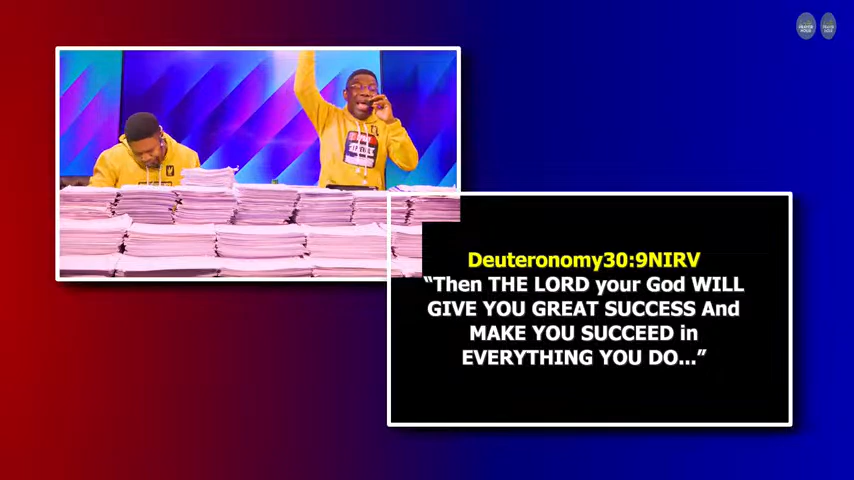 Deuteronomy30:9NIRV
“Then THE LORD your God WILL
GIVE YOU GREAT SUCCESS And
MAKE YOU SUCCEED in
EVERYTHING YOU DO...”